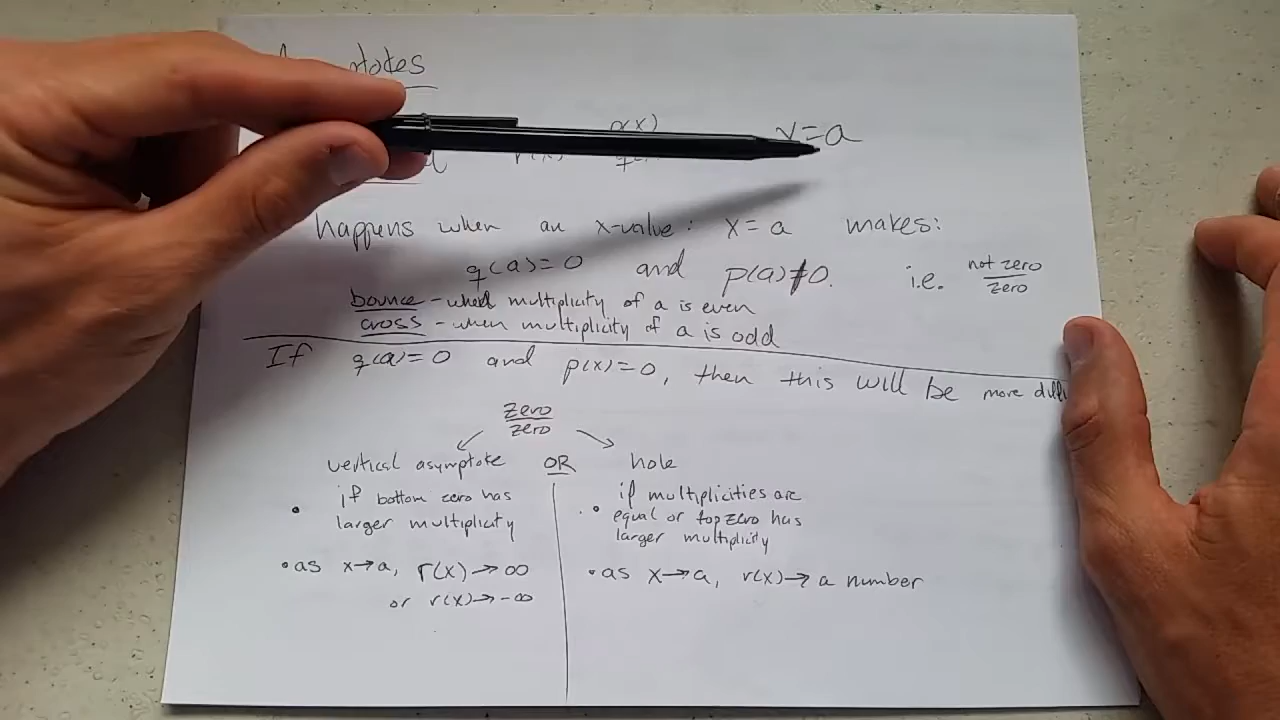 x=a
happens when an x-value: x=a makes:
q(a)=0 and p(a)≠0. i.e. not zero/zero
bounce - when multiplicity of a is even
cross - when multiplicity of a is odd
If q(a)=0 and p(x)=0, then this will be more
zero/zero
vertical asymptote OR hole
• if bottom zero has
larger multiplicity
• if multiplicities are
equal or top zero has
larger multiplicity
• as x→a, r(x)→∞
or r(x)→-∞
• as x→a, r(x)→ a number